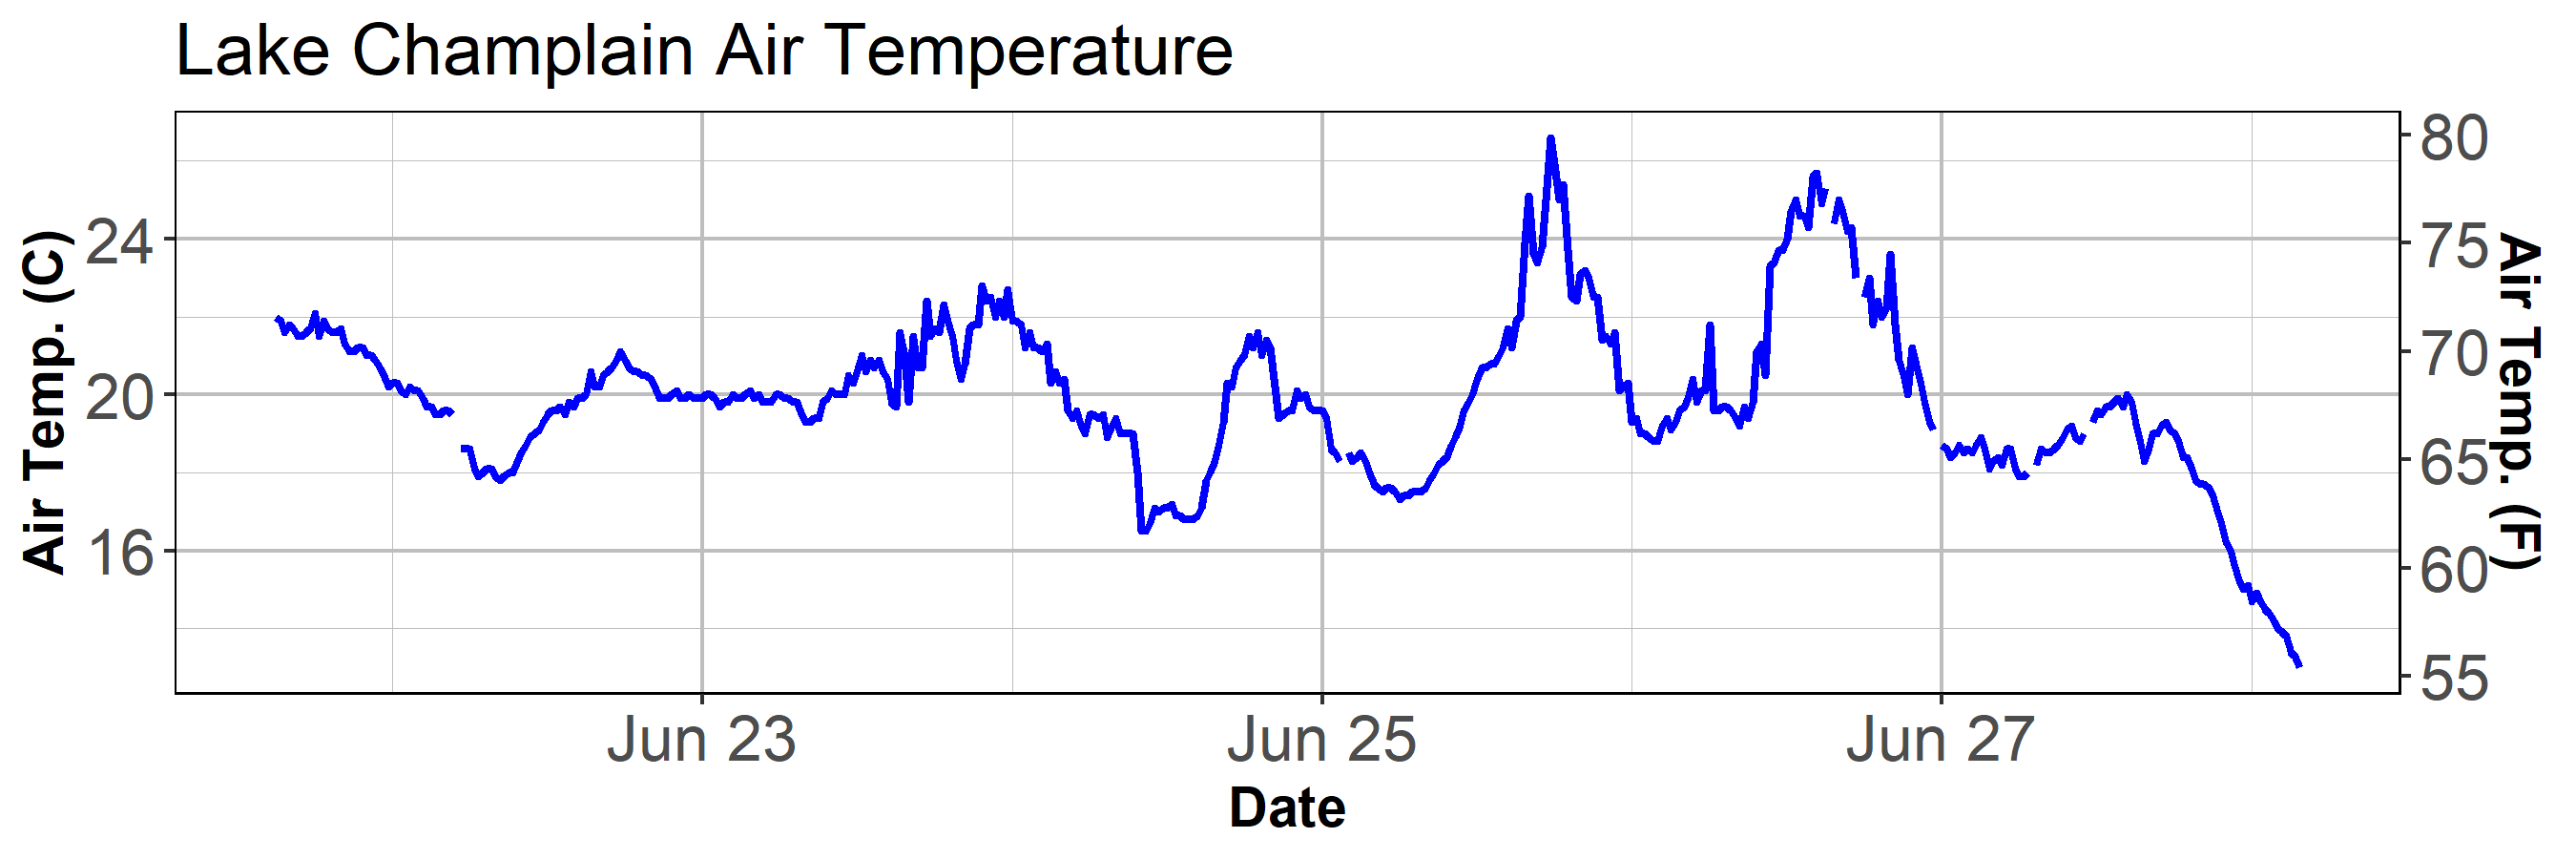 Lake Champlain Air Temperature
Air Temp. (C)
24
20
16
80
75
70
65
60
55
Air Temp. (F)
Jun 23
Jun 25
Jun 27
Date